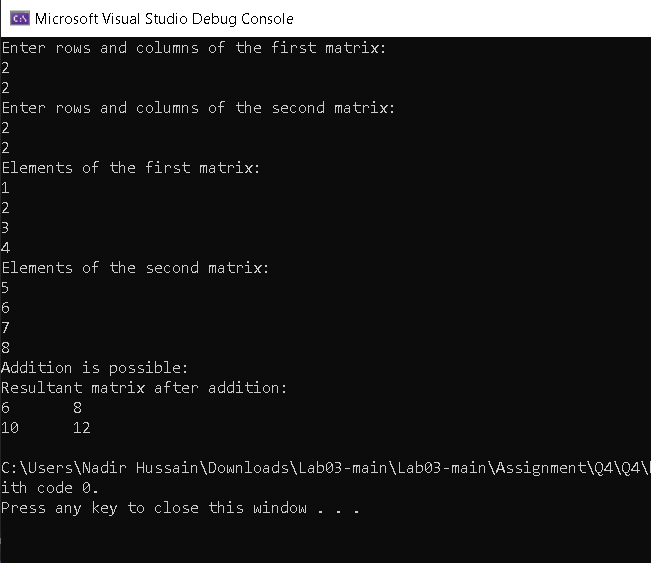 Microsoft Visual Studio Debug Console
Enter rows and columns of the first matrix:
2
2
Enter rows and columns of the second matrix:
2
2
Elements of the first matrix:
1
2
3
4
Elements of the second matrix:
5
6
7
8
Addition is possible:
Resultant matrix after addition:
6 8
10 12
C:\Users\Nadir Hussain\Downloads\Lab03-main\Lab03-main\Assignment\Q4\Q4\
ith code 0.
Press any key to close this window . . .